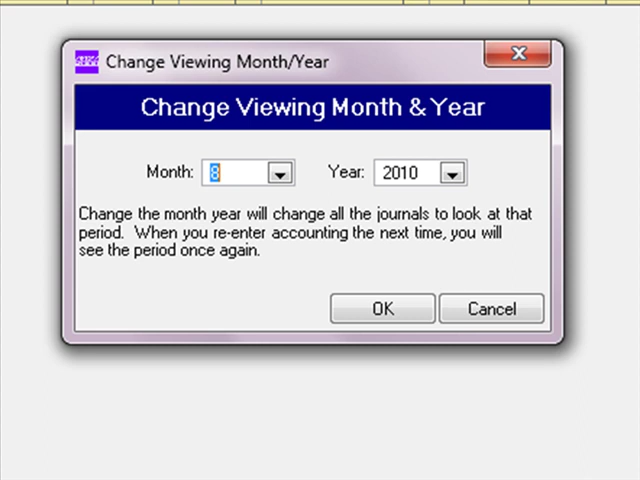 Change Viewing Month/Year
Change Viewing Month & Year
Month: 8 Year: 2010
Change the month year will change all the journals to look at that
period. When you re-enter accounting the next time, you will
see the period once again.
OK Cancel